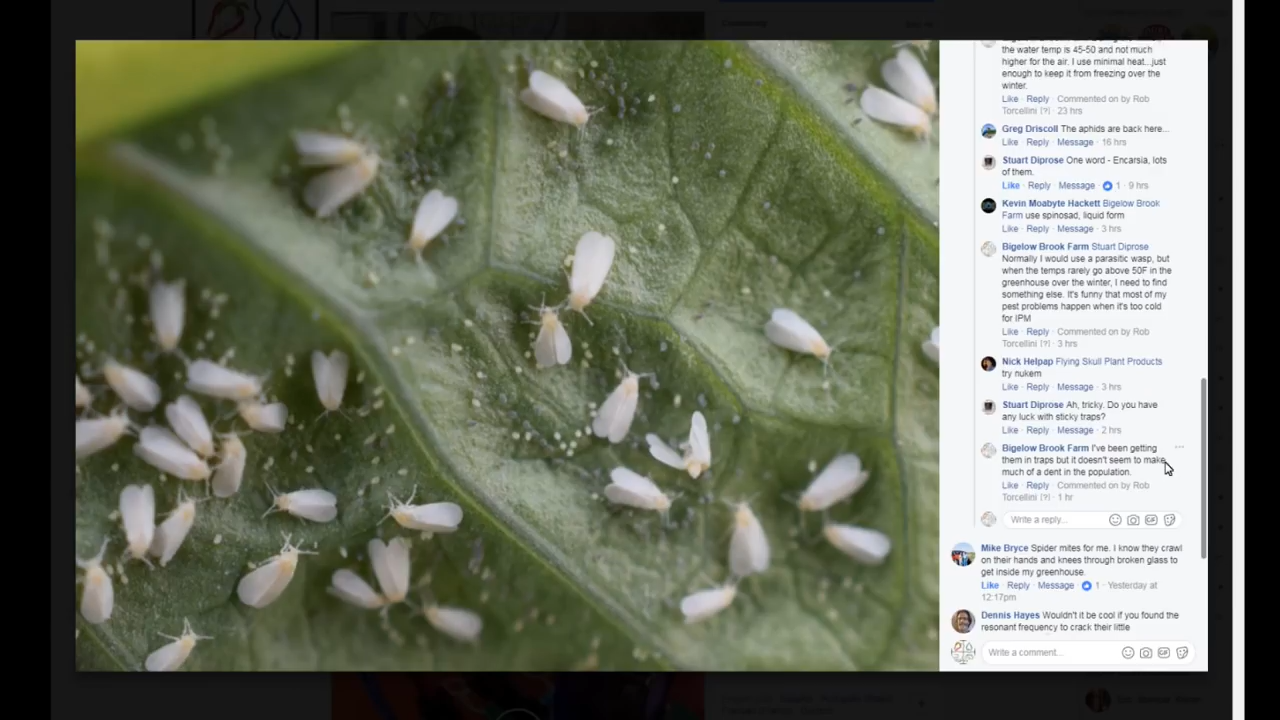 the water temp is 45-50 and not much
higher for the air. I use minimal heat...just
enough to keep it from freezing over the
winter.
Like · Reply · Commented on by Rob
Torcellini [?] · 23 hrs
Greg Driscoll The aphids are back here...
Like · Reply · Message · 16 hrs
Stuart Diprose One word - Encarsia, lots
of them.
Like · Reply · Message · 1 · 9 hrs
Kevin Moabyte Hackett Bigelow Brook
Farm use spinosad, liquid form
Like · Reply · Message · 3 hrs
Bigelow Brook Farm Stuart Diprose
Normally I would use a parasitic wasp, but
when the temps rarely go above 50F in the
greenhouse over the winter, I need to find
something else. It's funny that most of my
pest problems happen when it's too cold
for IPM
Like · Reply · Commented on by Rob
Torcellini [?] · 3 hrs
Nick Helpap Flying Skull Plant Products
try nukem
Like · Reply · Message · 3 hrs
Stuart Diprose Ah, tricky. Do you have
any luck with sticky traps?
Like · Reply · Message · 2 hrs
Bigelow Brook Farm I've been getting
them in traps but it doesn't seem to make
much of a dent in the population.
Like · Reply · Commented on by Rob
Torcellini [?] · 1 hr
Write a reply...
Mike Bryce Spider mites for me. I know they crawl
on their hands and knees through broken glass to
get inside my greenhouse.
Like · Reply · Message · 1 · Yesterday at
12:17pm
Dennis Hayes Wouldn't it be cool if you found the
resonant frequency to crack their little
Write a comment...